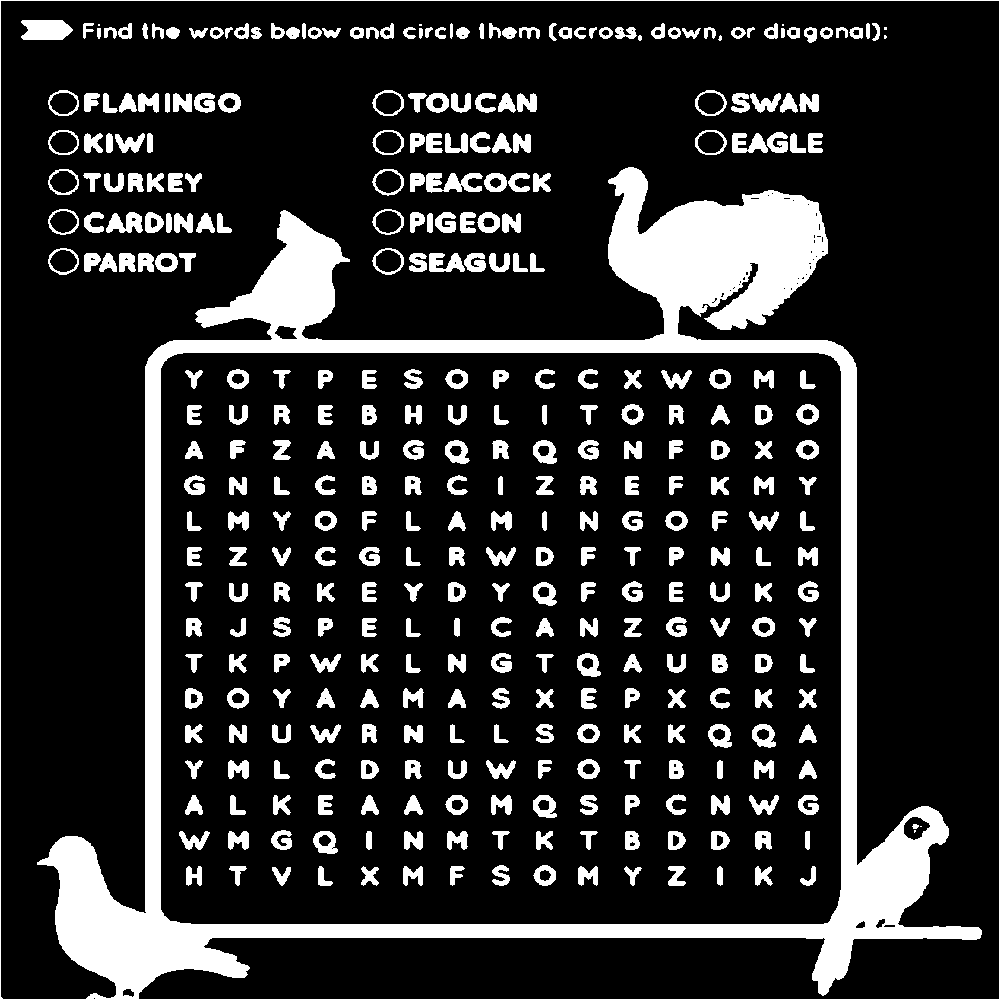 Find the words below and circle them (across, down, or diagonal):
FLAMINGO TOUCAN SWAN
KIWI PELICAN EAGLE
TURKEY PEACOCK
CARDINAL PIGEON
PARROT SEAGULL
Y O T P E S O P C C X W O M L
E U R E B H U L I T O R A D O
A F Z A U G Q R Q G N F D X O
G N L C B R C I Z R E F K M Y
L M Y O F L A M I N G O F W L
E Z V C G L R W D F T P N L M
T U R K E Y D Y Q F G E U K G
R J S P E L I C A N Z G V O Y
T K P W K L N G T Q A U B D L
D O Y A A M A S X E P X C K X
K N U W R N L L S O K K Q Q A
Y M L C D R U W F O T B I M A
A L K E A A O M Q S P C N W G
W M G Q I N M T K T B D D R I
H T V L X M F S O M Y Z I K J